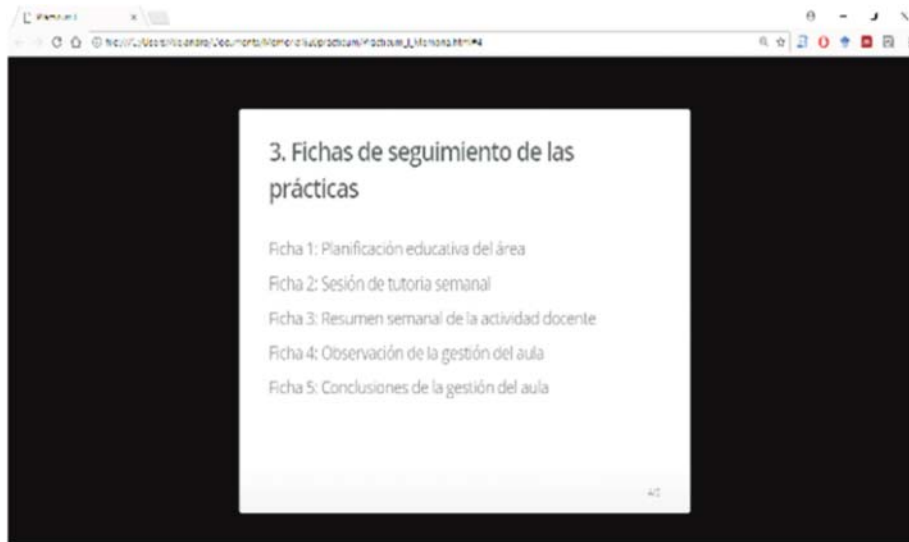 3. Fichas de seguimiento de las
prácticas
Ficha 1: Planificación educativa del área
Ficha 2: Sesión de tutoria semanal
Ficha 3: Resumen semanal de la actividad docente
Ficha 4: Observación de la gestión del aula
Ficha 5: Conclusiones de la gestión del aula